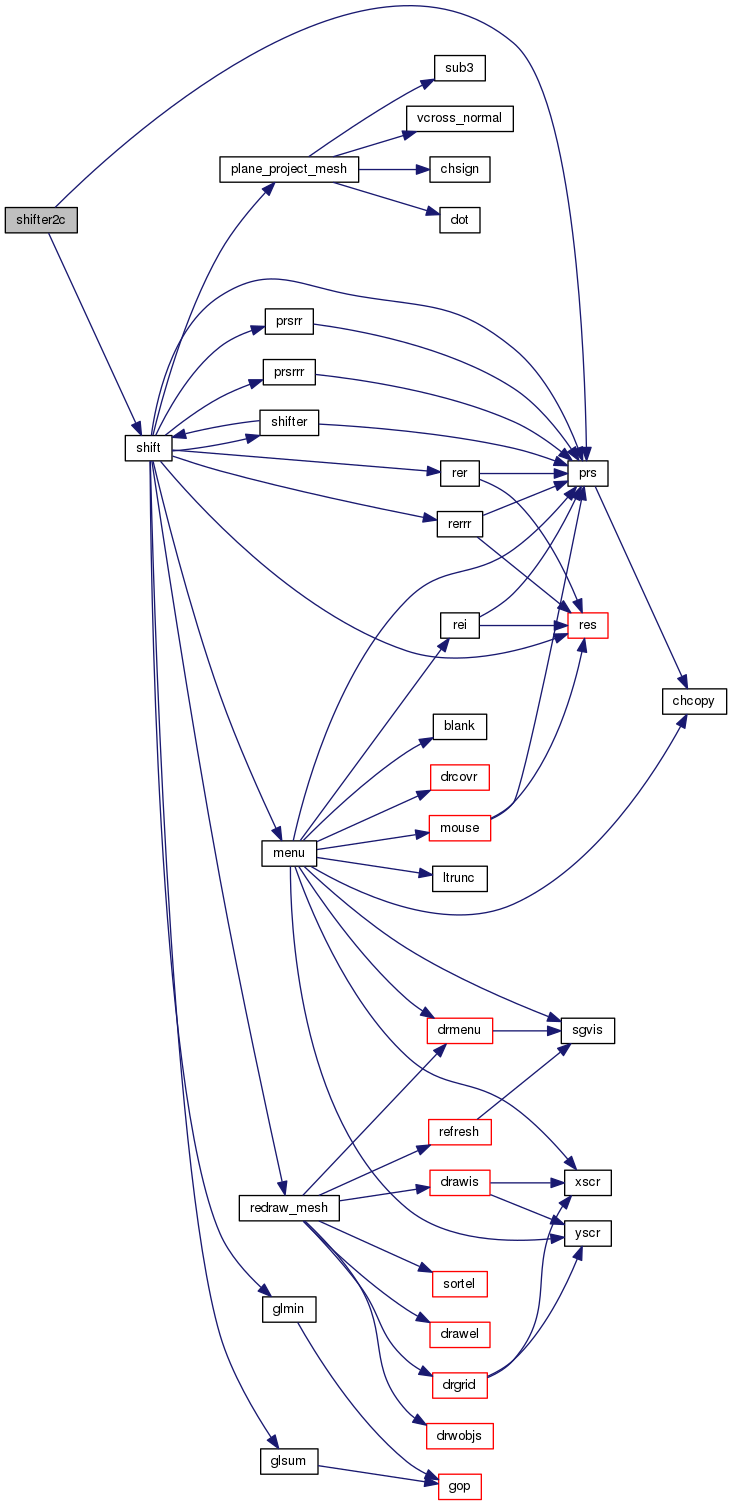 sub3
vcross_normal
plane_project_mesh
chsign
shifter2c
dot
prsrr
prsrrr
shifter
shift
rer
prs
rerrr
rei
res
chcopy
blank
drcovr
mouse
menu
ltrunc
drmenu
sgvis
refresh
drawis
xscr
redraw_mesh
yscr
sortel
glmin
drawel
drgrid
drwobjs
glsum
gop